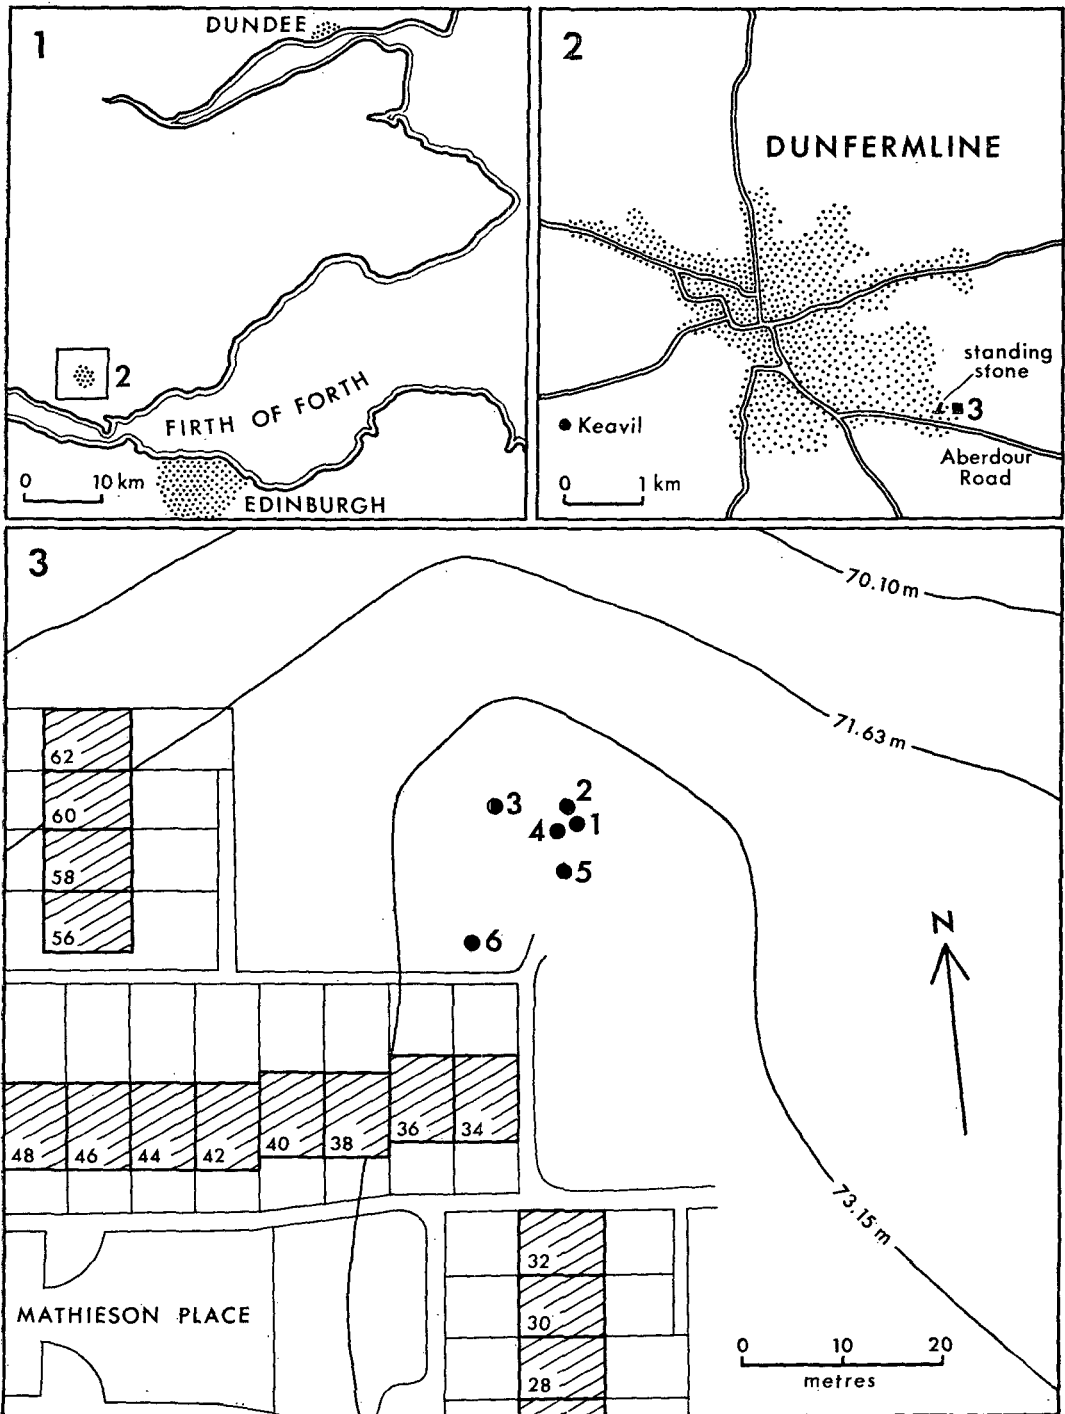 1
DUNDEE
2
FIRTH OF FORTH
0 10 km
EDINBURGH
2
DUNFERMLINE
standing
stone
3
Keavil
Aberdour
Road
0 1 km
3
70.10 m
71.63 m
73.15 m
62
60
58
56
3
2
1
4
5
6
N
48 46 44 42 40 38 36 34
32
30
28
MATHIESON PLACE
0 10 20
metres